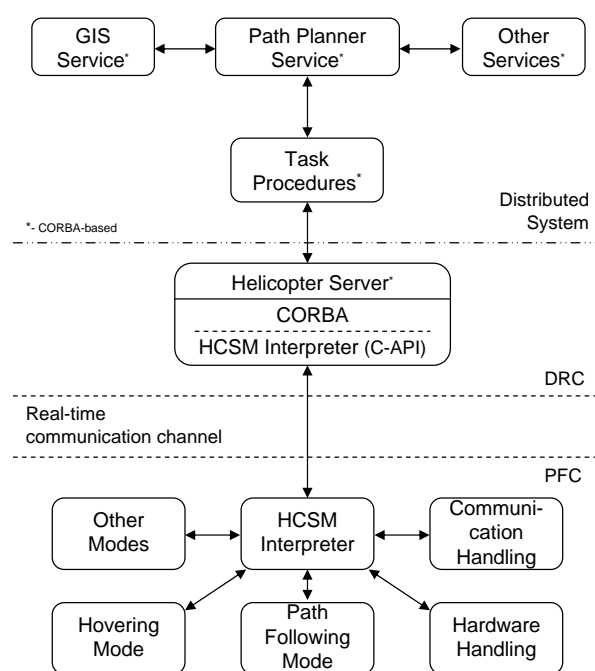 GIS
Service*
Path Planner
Service*
Other
Services*
Task
Procedures*
*- CORBA-based
Distributed
System
Helicopter Server*
CORBA
HCSM Interpreter (C-API)
DRC
Real-time
communication channel
PFC
Other
Modes
HCSM
Interpreter
Communi-
cation
Handling
Hovering
Mode
Path
Following
Mode
Hardware
Handling